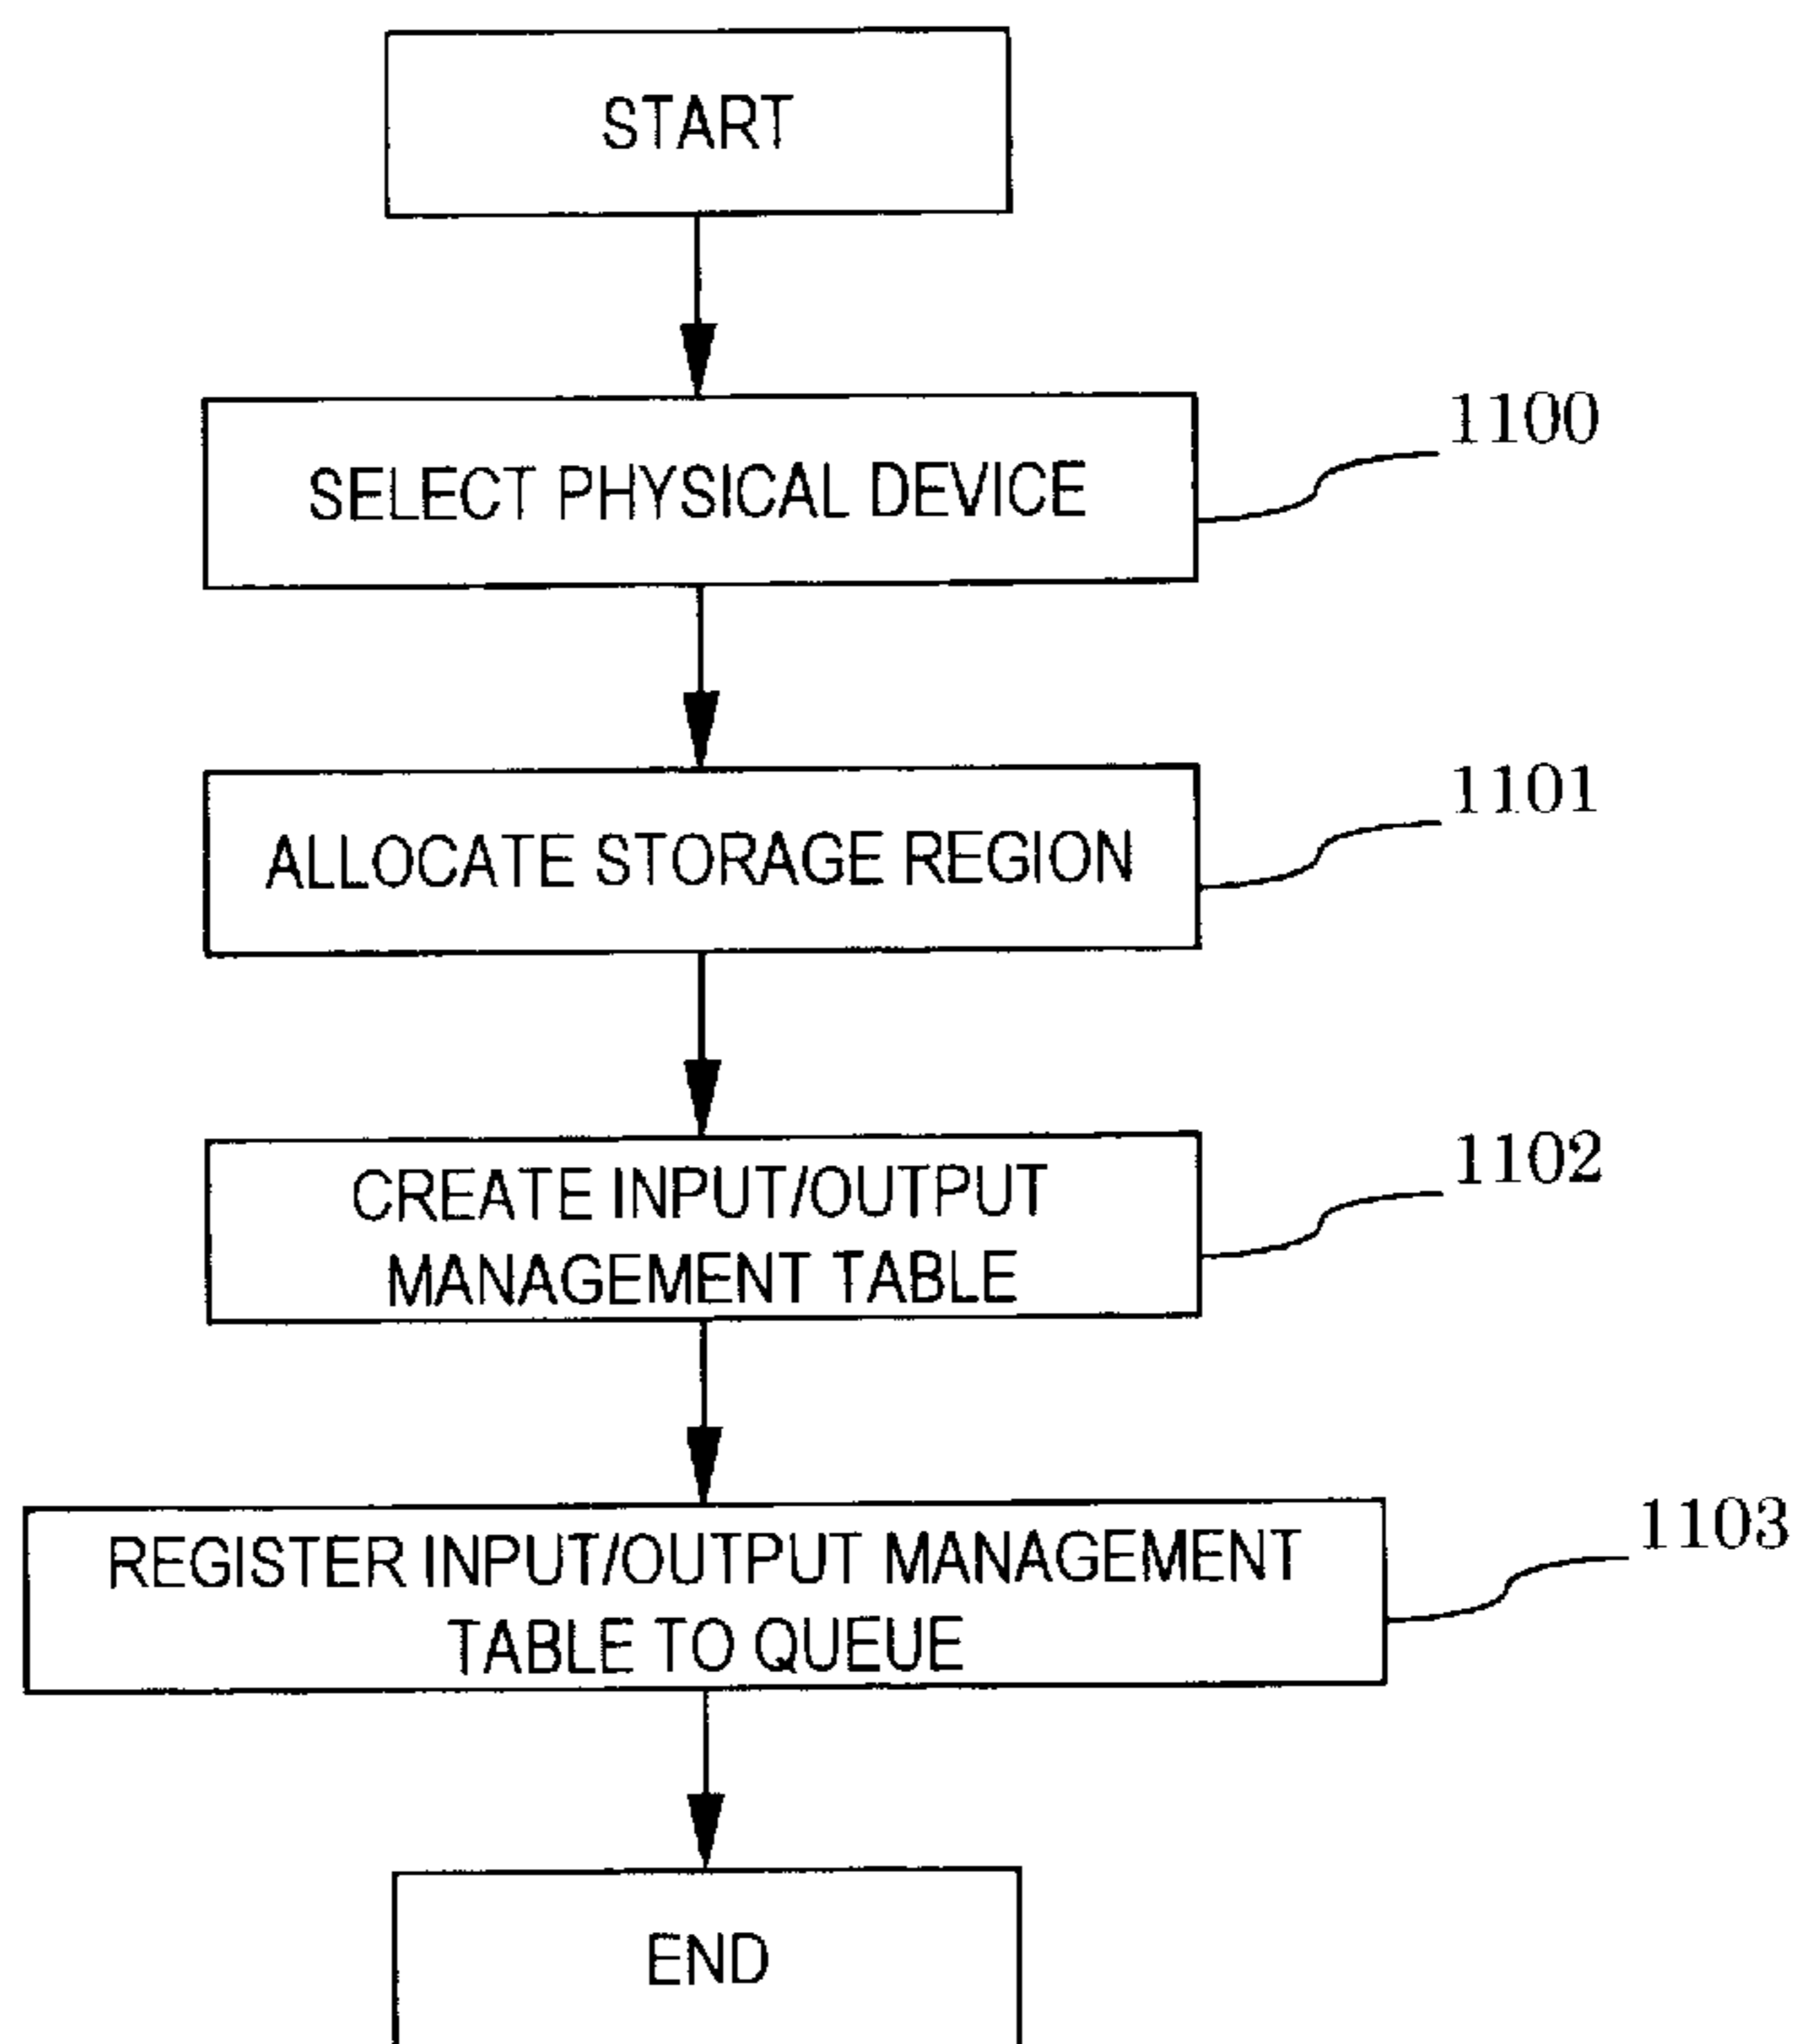 START
1100
SELECT PHYSICAL DEVICE
1101
ALLOCATE STORAGE REGION
1102
CREATE INPUT/OUTPUT
MANAGEMENT TABLE
1103
REGISTER INPUT/OUTPUT MANAGEMENT
TABLE TO QUEUE
END